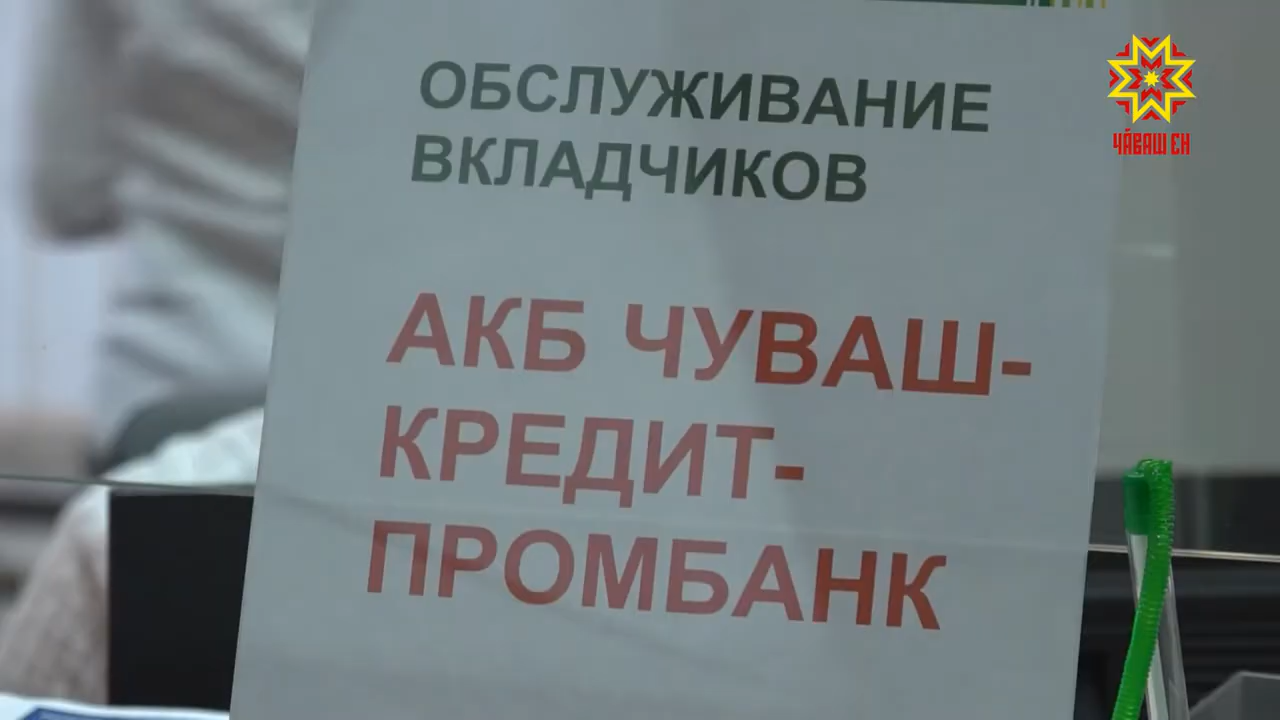 ОБСЛУЖИВАНИЕ
ВКЛАДЧИКОВ
АКБ ЧУВАШ-
КРЕДИТ-
ПРОМБАНК
ЧĂВАШ ЕН